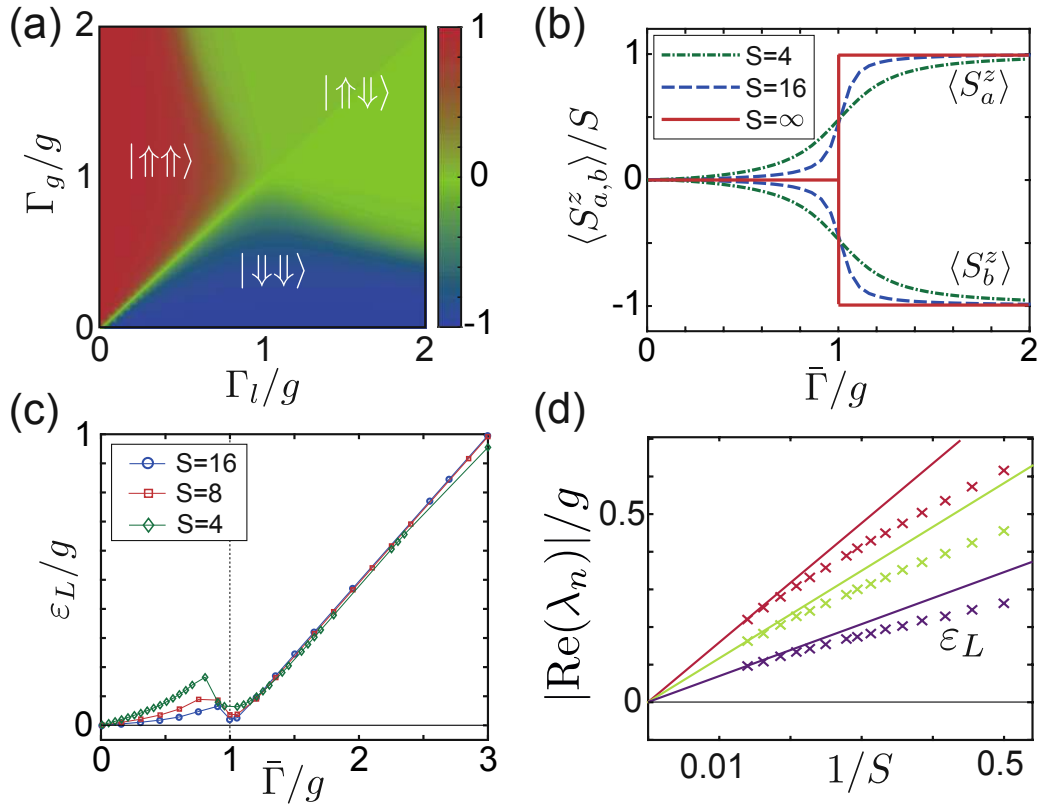 (a)
2
Γ_g/g
1
0
|⇑⇑⟩
|⇑⇓⟩
|⇓⇓⟩
0 1 2
Γ_l/g
1
0
-1
(b)
⟨S^z_{a,b}⟩/S
1
0
-1
S=4
S=16
S=∞
⟨S^z_a⟩
⟨S^z_b⟩
0 1 2
Γ̄/g
(c)
ε_L/g
1
0
S=16
S=8
S=4
0 1 2 3
Γ̄/g
(d)
|Re(λ_n)|/g
0.5
0
ε_L
0.01 1/S 0.5